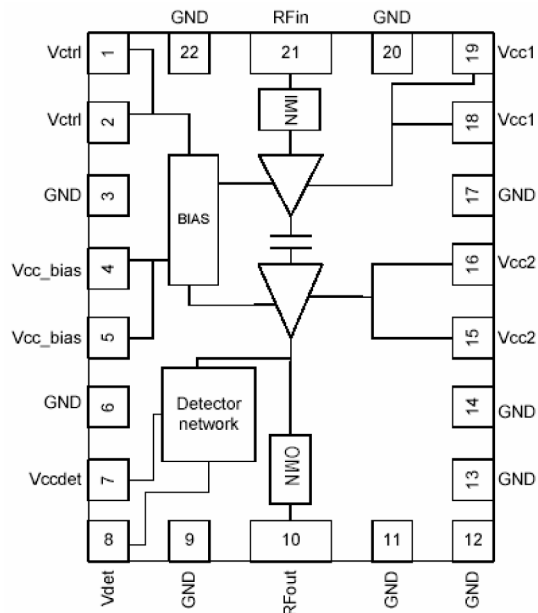 GND
RFin
GND
Vctrl
1
22
21
20
19
Vcc1
IMN
Vctrl
2
18
Vcc1
GND
3
BIAS
17
GND
Vcc_bias
4
16
Vcc2
Vcc_bias
5
15
Vcc2
GND
6
Detector
network
14
GND
Vccdet
7
OMN
13
GND
8
9
10
11
12
Vdet
GND
RFout
GND
GND